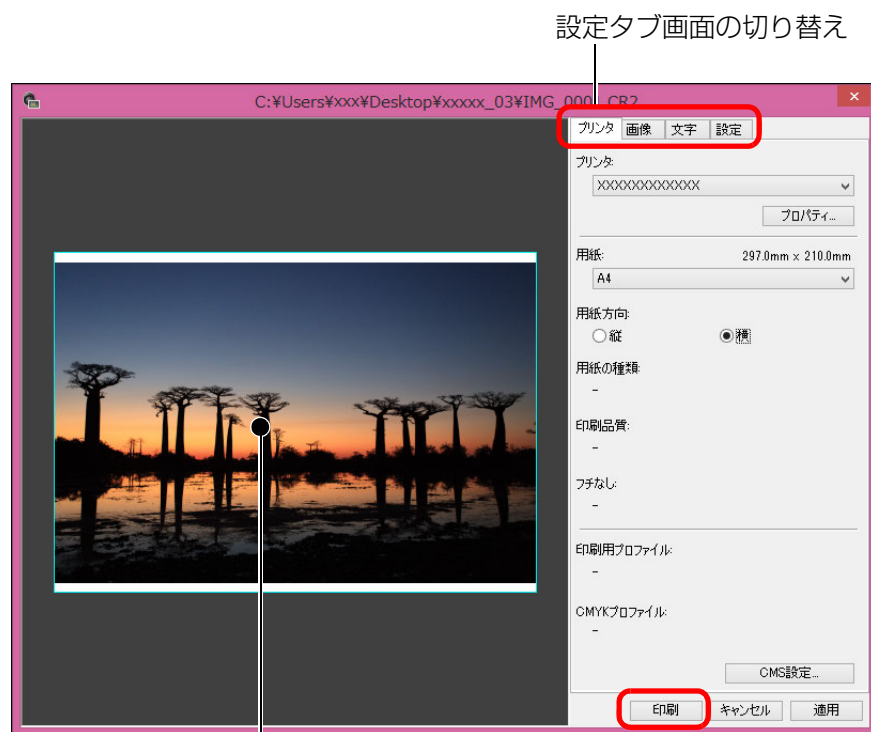 設定タブ画面の切り替え
C:¥Users¥xxx¥Desktop¥xxxxx_03¥IMG_000 .CR2
プリンタ 画像 文字 設定
プリンタ:
XXXXXXXXXXXXX
プロパティ...
用紙: 297.0mm × 210.0mm
A4
用紙方向:
縦 横
用紙の種類:
-
印刷品質:
-
フチなし:
-
印刷用プロファイル:
-
CMYKプロファイル:
-
CMS設定...
印刷 キャンセル 適用